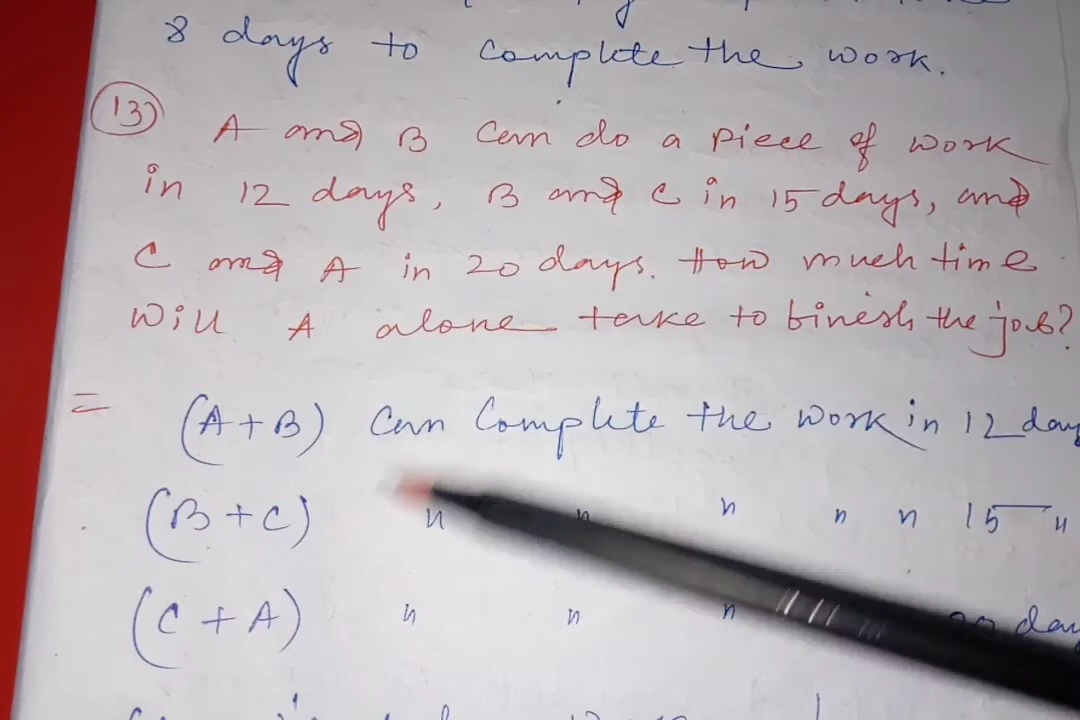 8 days to complete the work.
13) A and B can do a piece of work
in 12 days, B and C in 15 days, and
C and A in 20 days. How much time
will A alone take to finish the job?
= (A+B) can complete the work in 12 day
(B+C) " " " " " 15 "
(C+A) " " " 20 day